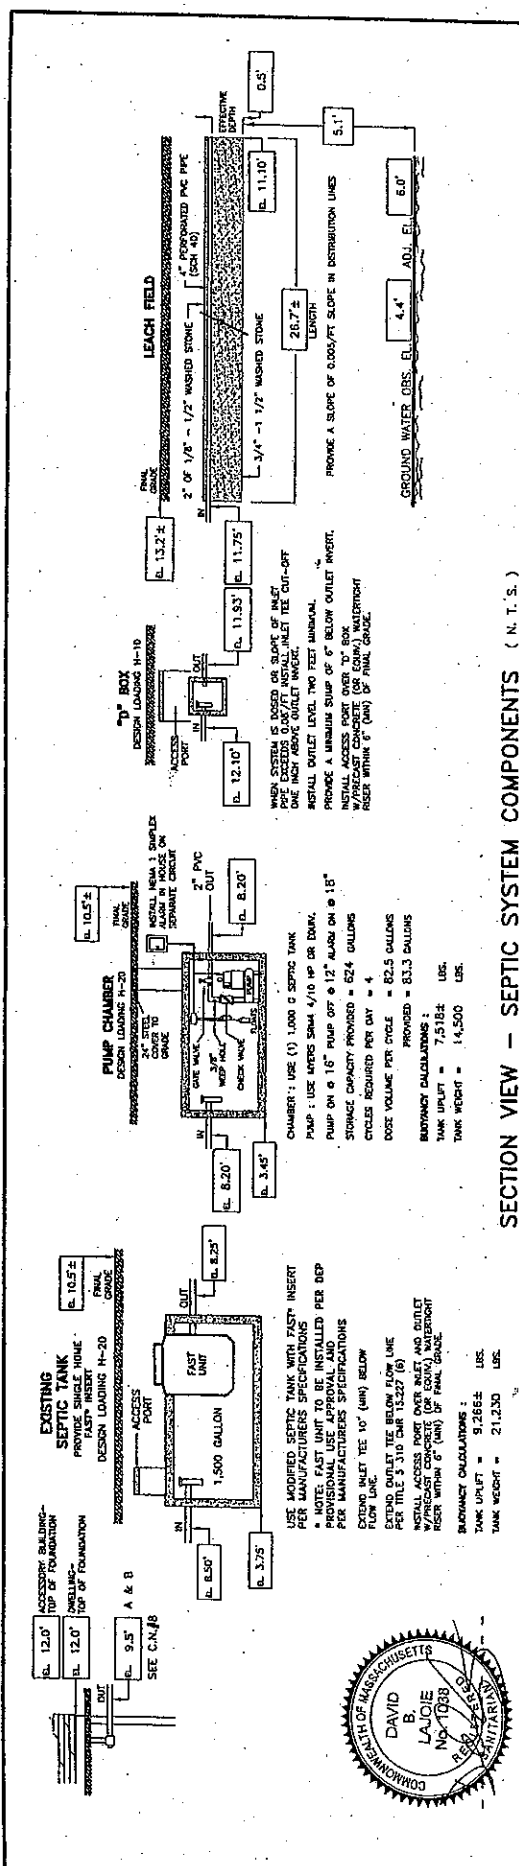 ACCESSORY BUILDING-
TOP OF FOUNDATION
EL. 12.0'
DWELLING-
TOP OF FOUNDATION
EL. 12.0'
OUT
EL. 9.5' A & B
SEE C.N.#8
EXISTING
SEPTIC TANK
PROVIDE SINGLE HOME
FAST® INSERT
DESIGN LOADING H-20
EL. 10.5'±
FINAL
GRADE
ACCESS
PORT
IN
EL. 8.50'
FAST
UNIT
1,500 GALLON
OUT
EL. 8.25'
EL. 3.75'
USE MODIFIED SEPTIC TANK WITH FAST® INSERT
PER MANUFACTURERS SPECIFICATIONS
* NOTE: FAST UNIT TO BE INSTALLED PER DEP
PROVISIONAL USE APPROVAL AND
PER MANUFACTURERS SPECIFICATIONS
EXTEND INLET TEE 10" (MIN) BELOW
FLOW LINE.
EXTEND OUTLET TEE BELOW FLOW LINE
PER TITLE 5 310 CMR 15.227 (6)
INSTALL ACCESS PORT OVER INLET AND OUTLET
W/PRECAST CONCRETE (OR EQUIV.) WATERTIGHT
RISER WITHIN 6" (MIN) OF FINAL GRADE.
BUOYANCY CALCULATIONS :
TANK UPLIFT = 9,266± LBS.
TANK WEIGHT = 21,230 LBS.
PUMP CHAMBER
DESIGN LOADING H-20
EL. 10.5'±
FINAL
GRADE
24" STEEL
COVER TO
GRADE
INSTALL NEMA 1 SIMPLEX
ALARM IN HOUSE ON
SEPARATE CIRCUIT
GATE VALVE
3/8"
WEEP HOLE
CHECK VALVE
FLOATS
PUMP
2" PVC
OUT
IN
EL. 8.20'
EL. 8.20'
EL. 3.45'
CHAMBER : USE (1) 1,000 G SEPTIC TANK
PUMP : USE MYERS SRM4 4/10 HP OR EQUIV.
PUMP ON @ 16" PUMP OFF @ 12" ALARM ON @ 18"
STORAGE CAPACITY PROVIDED = 624 GALLONS
CYCLES REQUIRED PER DAY = 4
DOSE VOLUME PER CYCLE = 82.5 GALLONS
PROVIDED = 83.3 GALLONS
BUOYANCY CALCULATIONS :
TANK UPLIFT = 7,518± LBS.
TANK WEIGHT = 14,500 LBS.
"D" BOX
DESIGN LOADING H-10
ACCESS
PORT
IN
OUT
EL. 12.10'
EL. 11.93'
WHEN SYSTEM IS DOSED OR SLOPE OF INLET
PIPE EXCEEDS 0.08'/FT INSTALL INLET TEE CUT-OFF
ONE INCH ABOVE OUTLET INVERT.
INSTALL OUTLET LEVEL TWO FEET MINIMUM.
PROVIDE A MINIMUM SUMP OF 6" BELOW OUTLET INVERT.
INSTALL ACCESS PORT OVER "D" BOX
W/PRECAST CONCRETE (OR EQUIV.) WATERTIGHT
RISER WITHIN 6" (MIN) OF FINAL GRADE.
LEACH FIELD
EL. 13.2'±
FINAL
GRADE
2" OF 1/8" - 1/2" WASHED STONE
4" PERFORATED PVC PIPE
(SCH 40)
IN
EL. 11.75'
3/4" -1 1/2" WASHED STONE
26.7'±
LENGTH
EFFECTIVE
DEPTH
0.5'
EL. 11.10'
5.1'
PROVIDE A SLOPE OF 0.005/FT SLOPE IN DISTRIBUTION LINES
GROUND WATER OBS. EL. 4.4' ADJ. EL. 6.0'
COMMONWEALTH OF MASSACHUSETTS
DAVID
B.
LAJOIE
No. 1038
REGISTERED
SANITARIAN
SECTION VIEW - SEPTIC SYSTEM COMPONENTS ( N. T. S. )